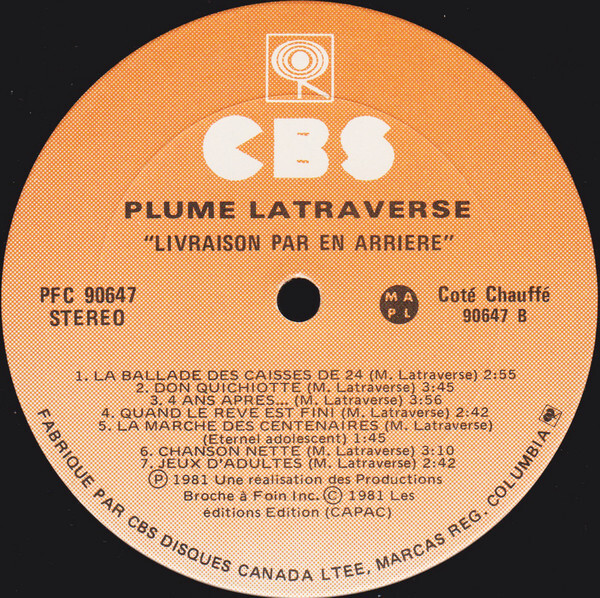 CBS
PLUME LATRAVERSE
"LIVRAISON PAR EN ARRIERE"
PFC 90647
STEREO
MA
PL
Coté Chauffé
90647 B
1. LA BALLADE DES CAISSES DE 24 (M. Latraverse) 2:55
2. DON QUICHIOTTE (M. Latraverse) 3:45
3. 4 ANS APRES... (M. Latraverse) 3:56
4. QUAND LE REVE EST FINI (M. Latraverse) 2:42
5. LA MARCHE DES CENTENAIRES (M. Latraverse)
(Eternel adolescent) 1:45
6. CHANSON NETTE (M. Latraverse) 3:10
7. JEUX D'ADULTES (M. Latraverse) 2:42
Ⓟ 1981 Une réalisation des Productions
Broche à Foin Inc. © 1981 Les
éditions Edition (CAPAC)
FABRIQUE PAR CBS DISQUES CANADA LTEE, MARCAS REG. COLUMBIA